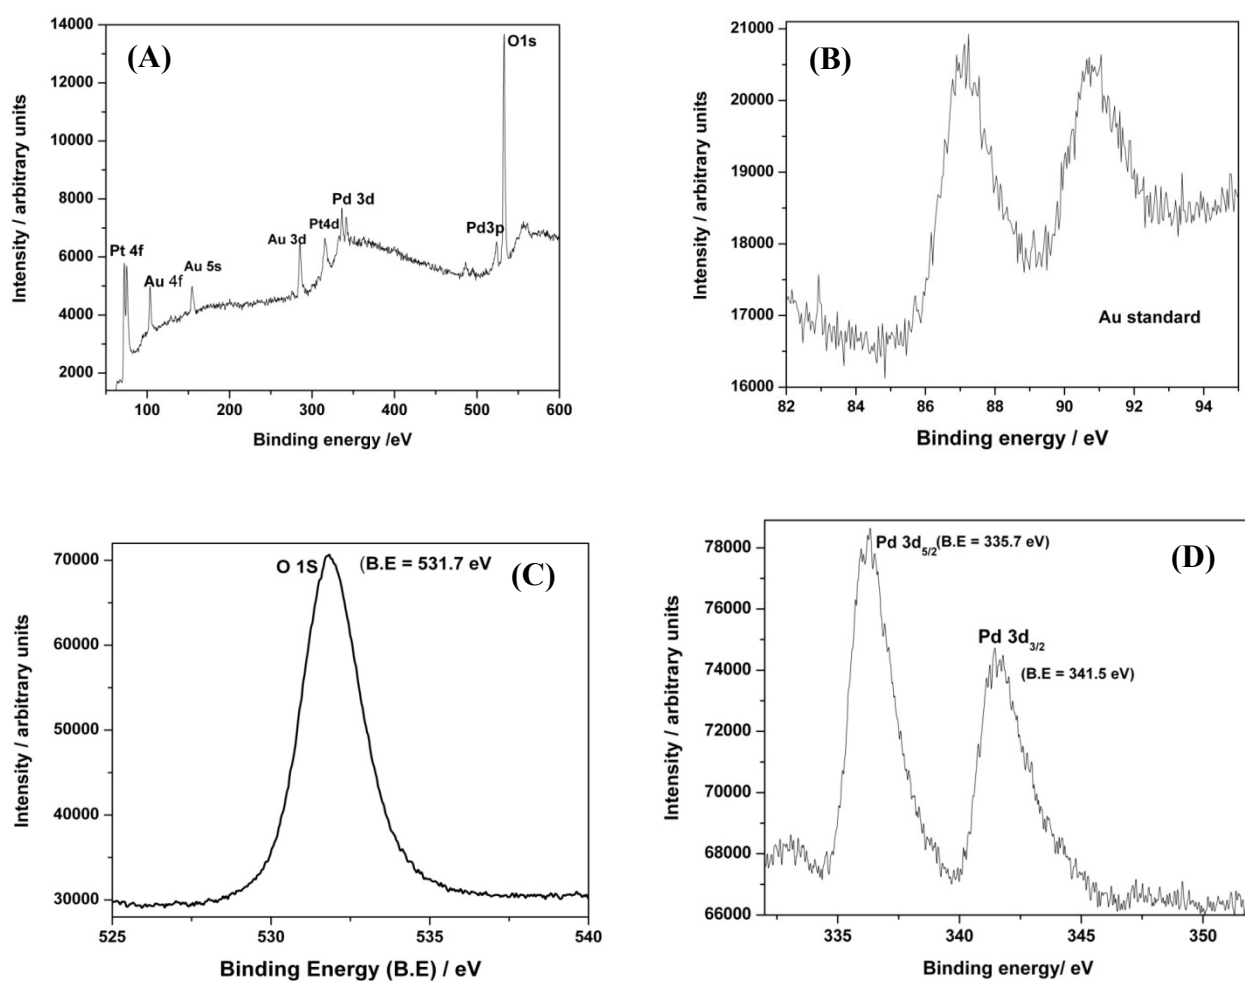 (A)
14000
12000
10000
8000
6000
4000
2000
Intensity / arbitrary units
Pt 4f
Au 4f
Au 5s
Au 3d
Pt4d
Pd 3d
Pd3p
O1s
100 200 300 400 500 600
Binding energy /eV
(B)
21000
20000
19000
18000
17000
16000
Intensity / arbitrary units
Au standard
82 84 86 88 90 92 94
Binding energy / eV
(C)
70000
60000
50000
40000
30000
Intensity / arbitrary units
O 1S (B.E = 531.7 eV
525 530 535 540
Binding Energy (B.E) / eV
(D)
78000
76000
74000
72000
70000
68000
66000
Intensity / arbitrary units
Pd 3d5/2 (B.E = 335.7 eV)
Pd 3d3/2
(B.E = 341.5 eV)
335 340 345 350
Binding energy/ eV